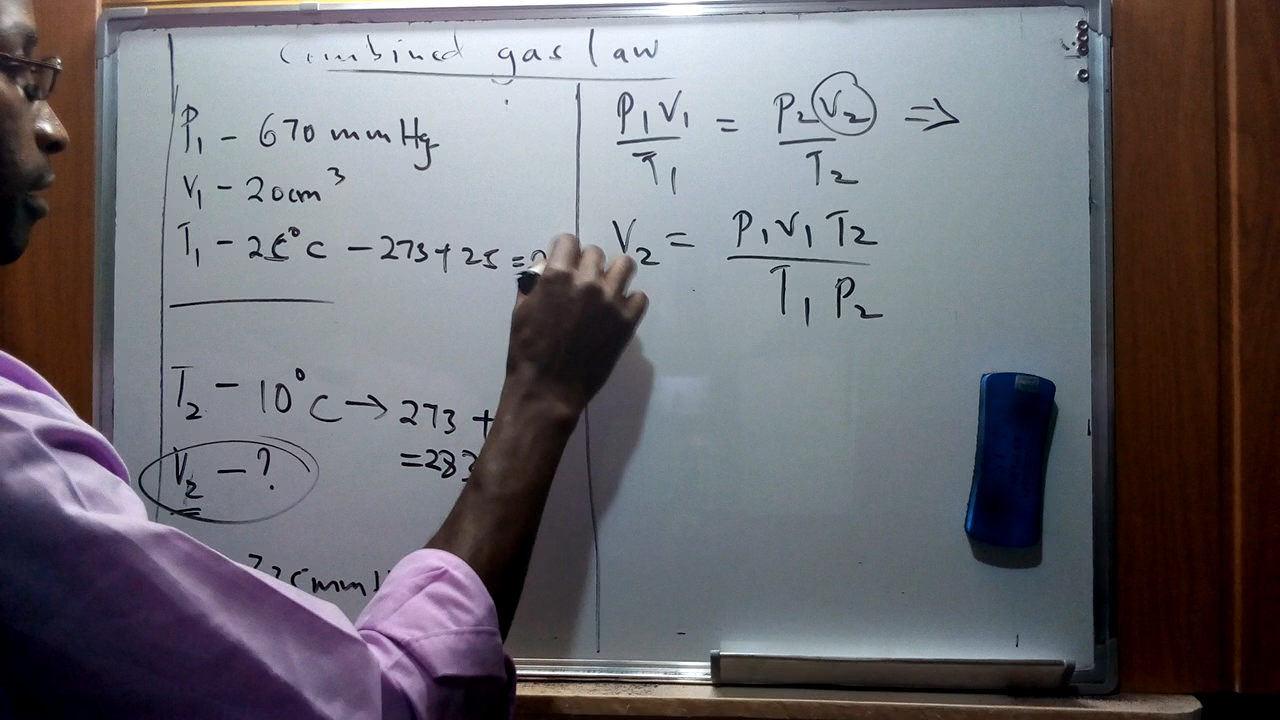 Combined gas law
P₁ - 670 mmHg
V₁ - 20cm³
T₁ - 25°C - 273+25 =
T₂ - 10°C → 273 +
=283
V₂ - ?
P₁V₁/T₁ = P₂V₂/T₂ ⇒
V₂ = P₁V₁T₂/T₁P₂